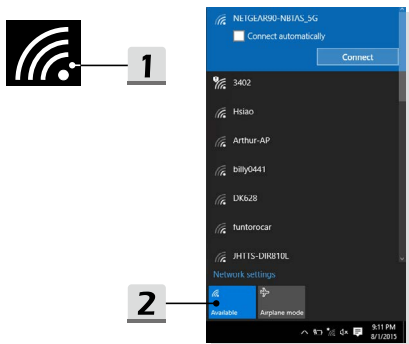 NETGEAR90-NBTAS_5G
Connect automatically
Connect
1
3402
Hsiao
Arthur-AP
billy0441
DK628
funtorocar
JHTTS-DIR810L
Network settings
2
Available
Airplane mode
9:11 PM
8/1/2015